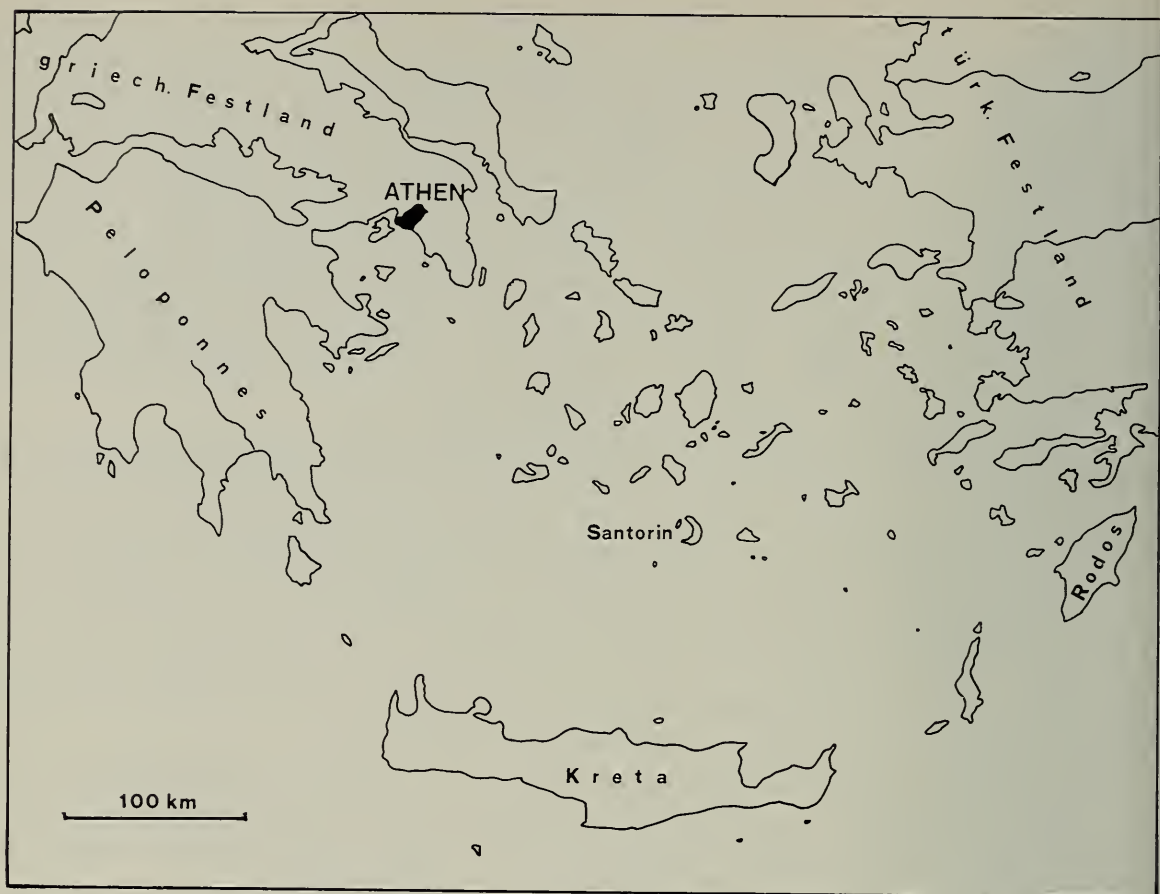 griech. Festland
türk. Festland
ATHEN
Peloponnes
Santorin
Rodos
Kreta
100 km